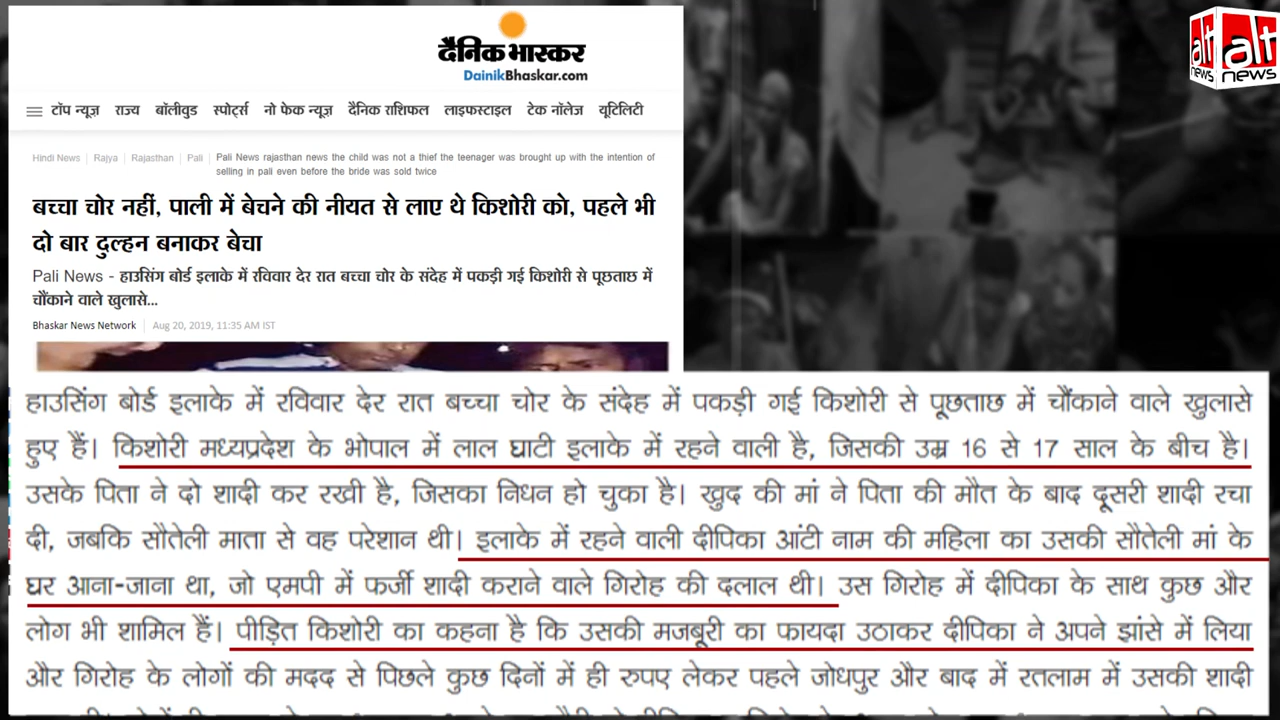 दैनिक भास्कर
DainikBhaskar.com
alt alt
news news
टॉप न्यूज़ राज्य बॉलीवुड स्पोर्ट्स नो फेक न्यूज़ दैनिक राशिफल लाइफस्टाइल टेक नॉलेज यूटिलिटी
Hindi News Rajya Rajasthan Pali Pali News rajasthan news the child was not a thief the teenager was brought up with the intention of
selling in pali even before the bride was sold twice
बच्चा चोर नहीं, पाली में बेचने की नीयत से लाए थे किशोरी को, पहले भी
दो बार दुल्हन बनाकर बेचा
Pali News - हाउसिंग बोर्ड इलाके में रविवार देर रात बच्चा चोर के संदेह में पकड़ी गई किशोरी से पूछताछ में
चौंकाने वाले खुलासे...
Bhaskar News Network Aug 20, 2019, 11:35 AM IST
हाउसिंग बोर्ड इलाके में रविवार देर रात बच्चा चोर के संदेह में पकड़ी गई किशोरी से पूछताछ में चौंकाने वाले खुलासे
हुए हैं। किशोरी मध्यप्रदेश के भोपाल में लाल घाटी इलाके में रहने वाली है, जिसकी उम्र 16 से 17 साल के बीच है।
उसके पिता ने दो शादी कर रखी है, जिसका निधन हो चुका है। खुद की मां ने पिता की मौत के बाद दूसरी शादी रचा
दी, जबकि सौतेली माता से वह परेशान थी। इलाके में रहने वाली दीपिका आंटी नाम की महिला का उसकी सौतेली मां के
घर आना-जाना था, जो एमपी में फर्जी शादी कराने वाले गिरोह की दलाल थी। उस गिरोह में दीपिका के साथ कुछ और
लोग भी शामिल हैं। पीड़ित किशोरी का कहना है कि उसकी मजबूरी का फायदा उठाकर दीपिका ने अपने झांसे में लिया
और गिरोह के लोगों की मदद से पिछले कुछ दिनों में ही रुपए लेकर पहले जोधपुर और बाद में रतलाम में उसकी शादी